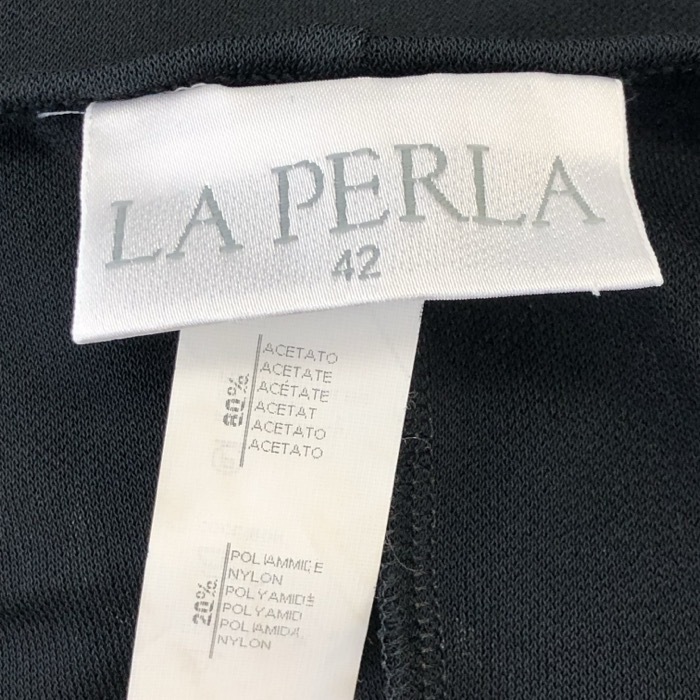 LA PERLA
42
80%
ACETATO
ACETATE
ACÉTATE
ACETAT
ACETATO
ACETATO
20%
POLIAMMIDE
NYLON
POLYAMIDE
POLYAMID
POLIAMIDA
NYLON